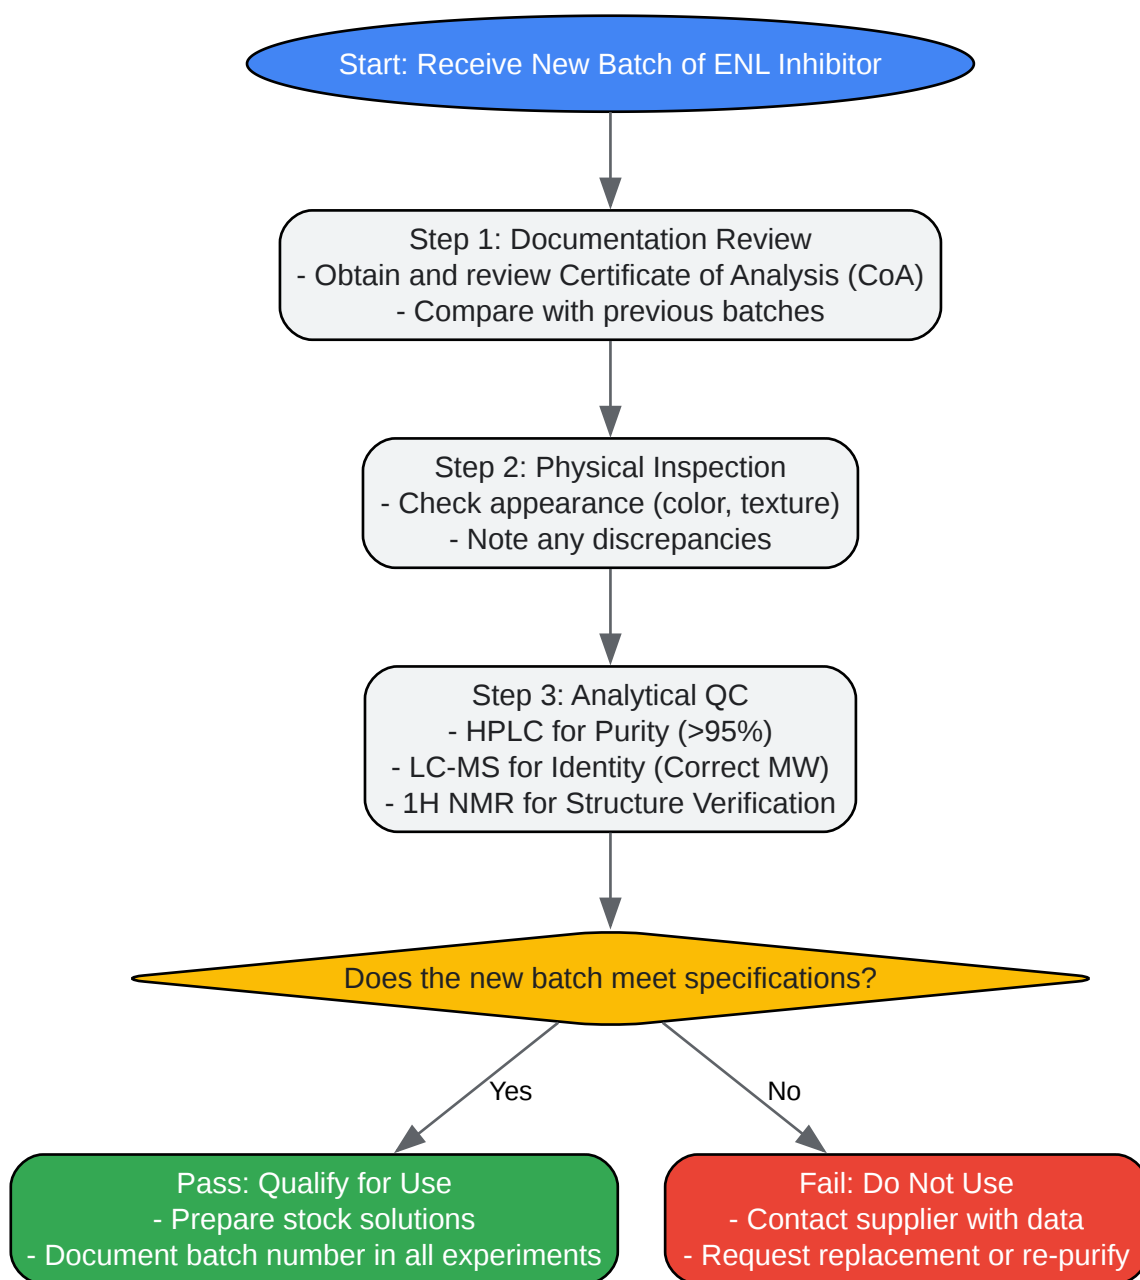 Start: Receive New Batch of ENL Inhibitor
Step 1: Documentation Review
- Obtain and review Certificate of Analysis (CoA)
- Compare with previous batches
Step 2: Physical Inspection
- Check appearance (color, texture)
- Note any discrepancies
Step 3: Analytical QC
- HPLC for Purity (>95%)
- LC-MS for Identity (Correct MW)
- 1H NMR for Structure Verification
Does the new batch meet specifications?
Yes
No
Pass: Qualify for Use
- Prepare stock solutions
- Document batch number in all experiments
Fail: Do Not Use
- Contact supplier with data
- Request replacement or re-purify